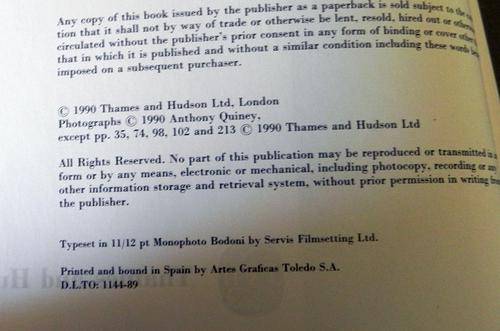 Any copy of this book issued by the publisher as a paperback is sold subject to the
tion that it shall not by way of trade or otherwise be lent, resold, hired out or
circulated without the publisher's prior consent in any form of binding or cover
that in which it is published and without a similar condition including these words
imposed on a subsequent purchaser.
© 1990 Thames and Hudson Ltd, London
Photographs © 1990 Anthony Quiney,
except pp. 35, 74, 98, 102 and 213 © 1990 Thames and Hudson Ltd
All Rights Reserved. No part of this publication may be reproduced or transmitted in
form or by any means, electronic or mechanical, including photocopy, recording or
other information storage and retrieval system, without prior permission in writing from
the publisher.
Typeset in 11/12 pt Monophoto Bodoni by Servis Filmsetting Ltd.
Printed and bound in Spain by Artes Graficas Toledo S.A.
D.L.TO: 1144-89